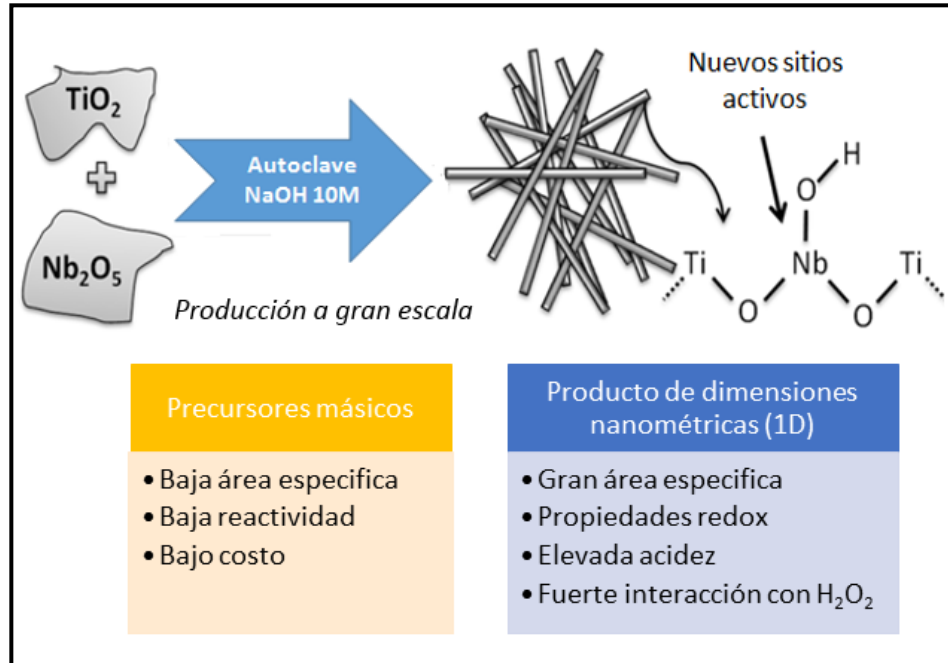 TiO₂
+
Nb₂O₅
Autoclave
NaOH 10M
Producción a gran escala
Nuevos sitios
activos
H
O
Ti Nb Ti
O O
Precursores másicos
• Baja área especifica
• Baja reactividad
• Bajo costo
Producto de dimensiones
nanométricas (1D)
• Gran área especifica
• Propiedades redox
• Elevada acidez
• Fuerte interacción con H₂O₂